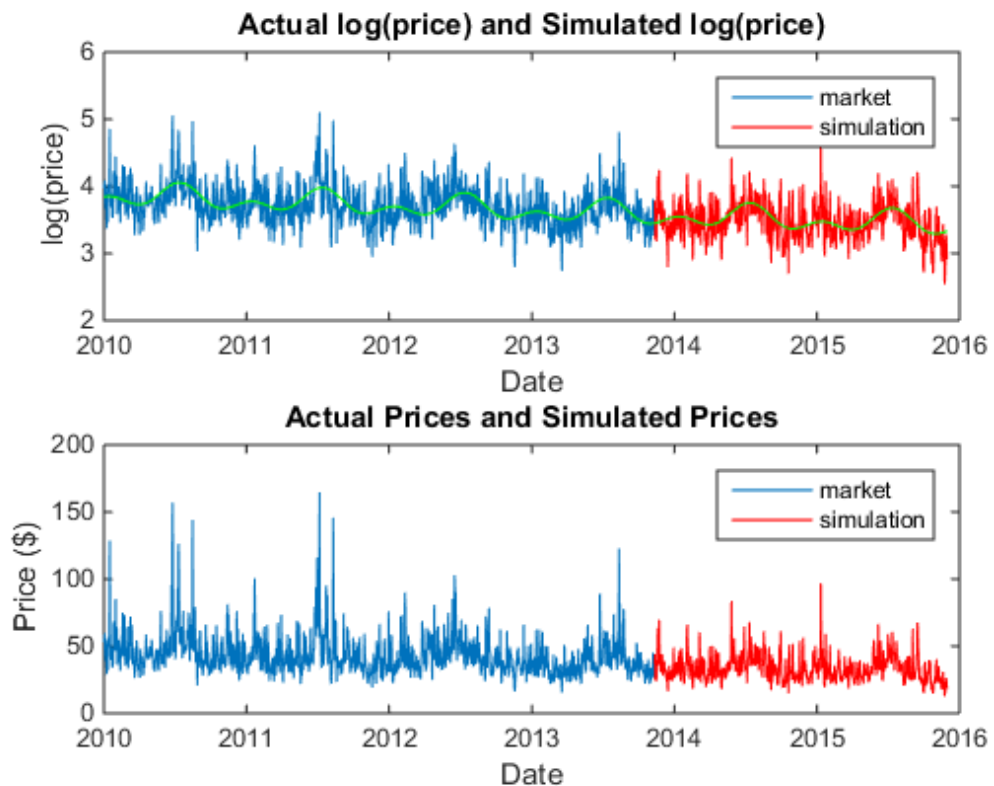 Actual log(price) and Simulated log(price)
6
5
4
3
2
log(price)
market
simulation
2010 2011 2012 2013 2014 2015 2016
Date
Actual Prices and Simulated Prices
200
150
100
50
0
Price ($)
market
simulation
2010 2011 2012 2013 2014 2015 2016
Date